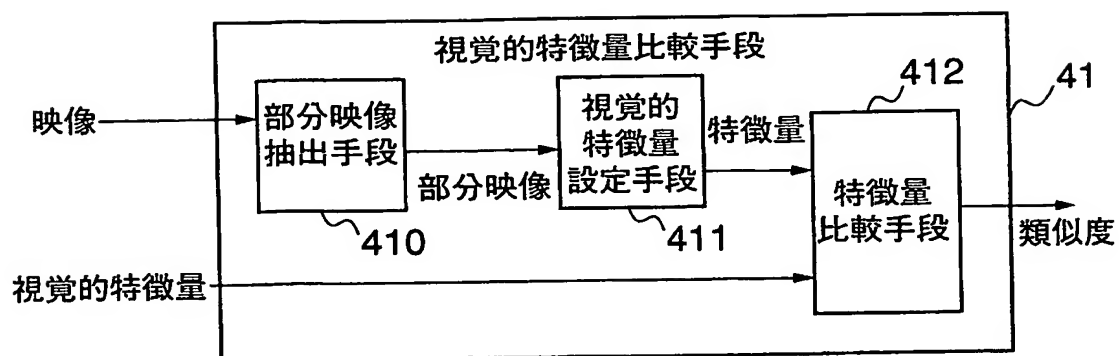 視覚的特徴量比較手段
412
41
映像
部分映像
抽出手段
視覚的
特徴量
設定手段
特徴量
部分映像
410
411
特徴量
比較手段
類似度
視覚的特徴量